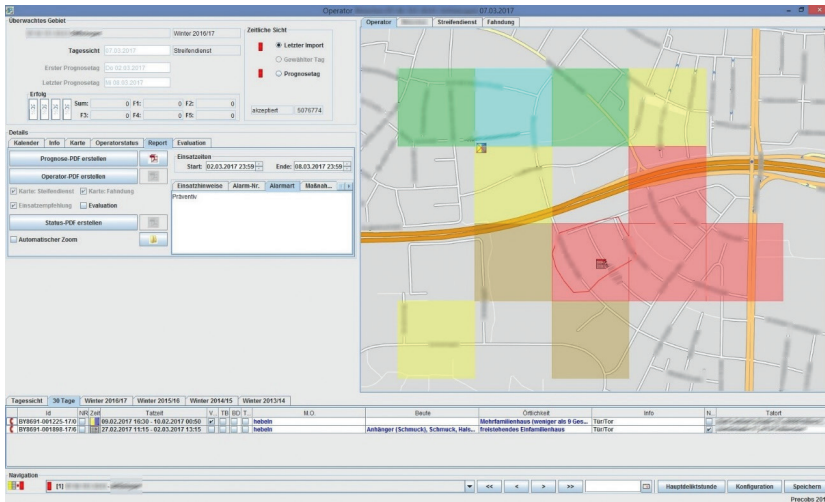 Operator
07.03.2017
Überwachtes Gebiet
Winter 2016/17
Tagessicht
07.03.2017
Streifendienst
Erster Prognosetag
Do 02.03.2017
Letzter Prognosetag
Mi 08.03.2017
Erfolg
Sum:
0
F1:
0
F2:
0
F3:
0
F4:
0
F5:
0
Zeitliche Sicht
Letzter Import
Gewählter Tag
Prognosetag
akzeptiert
5076774
Details
Kalender
Info
Karte
Operatorstatus
Report
Evaluation
Prognose-PDF erstellen
Operator-PDF erstellen
Karte: Streifendienst
Karte: Fahndung
Einsatzempfehlung
Evaluation
Status-PDF erstellen
Automatischer Zoom
Einsatzzeiten
Start: 02.03.2017 23:59
Ende: 08.03.2017 23:59
Einsatzhinweise
Alarm-Nr.
Alarmart
Maßnah...
Präventiv
Operator
Streifendienst
Fahndung
Tagessicht
30 Tage
Winter 2016/17
Winter 2015/16
Winter 2014/15
Winter 2013/14
Id
NR
Zeit
Tatzeit
V...
TB
BD
T...
M.O.
Beute
Örtlichkeit
Info
N...
Tatort
BY8691-001225-17/0
09.02.2017 16:30 - 10.02.2017 00:50
hebeln
Mehrfamilienhaus (weniger als 9 Ges...
Tür/Tor
BY8691-001898-17/6
27.02.2017 11:15 - 02.03.2017 13:15
hebeln
Anhänger (Schmuck), Schmuck, Hals...
freistehendes Einfamilienhaus
Tür/Tor
Navigation
[1]
<<
<
>
>>
Hauptdeliktstunde
Konfiguration
Speichern
Precobs 201